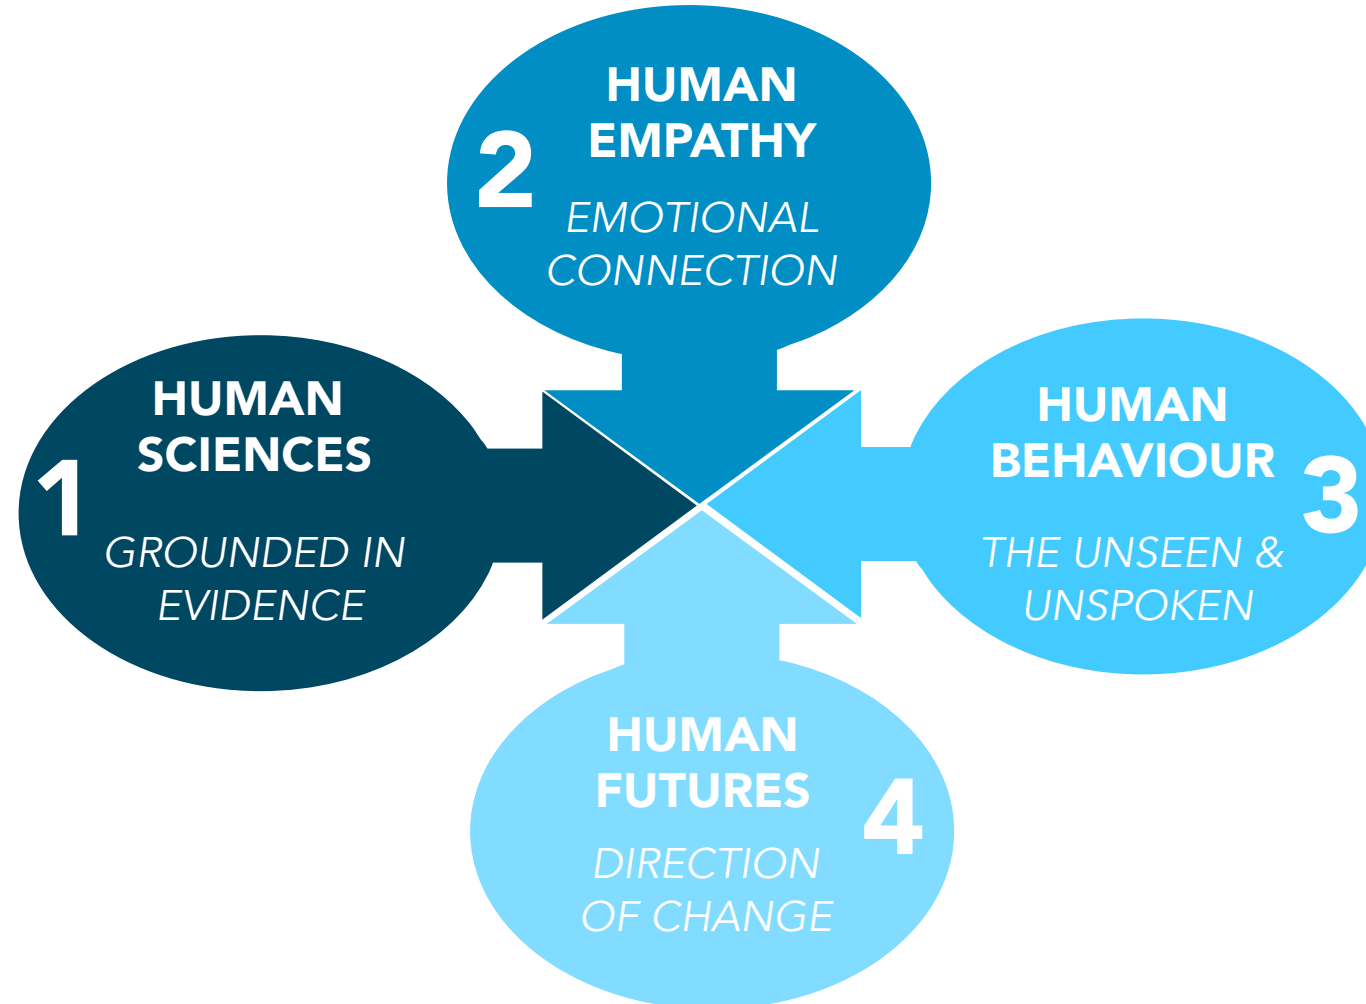 1
HUMAN
SCIENCES
GROUNDED IN
EVIDENCE
2
HUMAN
EMPATHY
EMOTIONAL
CONNECTION
HUMAN
BEHAVIOUR
3
THE UNSEEN &
UNSPOKEN
HUMAN
FUTURES
4
DIRECTION
OF CHANGE